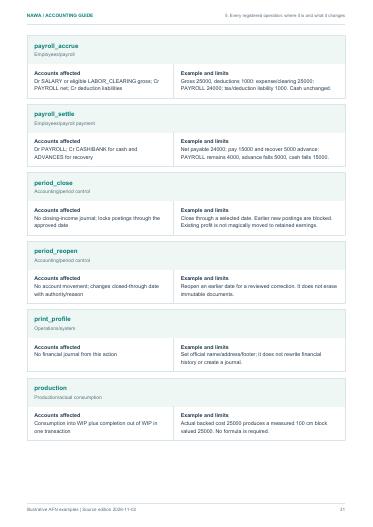 NAWA / ACCOUNTING GUIDE
5. Every registered operation: where it is and what it changes
payroll_accrue
Employees/payroll
Accounts affected
Dr SALARY or eligible LABOR_CLEARING gross; Cr
PAYROLL net; Cr deduction liabilities
Example and limits
Gross 25000, deductions 1000: expense/clearing 25000;
PAYROLL 24000; tax/deduction liability 1000. Cash unchanged.
payroll_settle
Employees/payroll payment
Accounts affected
Dr PAYROLL; Cr CASH/BANK for cash and
ADVANCES for recovery
Example and limits
Net payable 24000; pay 15000 and recover 5000 advance:
PAYROLL remains 4000, advance falls 5000, cash falls 15000.
period_close
Accounting/period control
Accounts affected
No closing-income journal; locks postings through the
approved date
Example and limits
Close through a selected date. Earlier new postings are blocked.
Existing profit is not magically moved to retained earnings.
period_reopen
Accounting/period control
Accounts affected
No account movement; changes closed-through date
with authority/reason
Example and limits
Reopen an earlier date for a reviewed correction. It does not erase
immutable documents.
print_profile
Operations/system
Accounts affected
No financial journal from this action
Example and limits
Set official name/address/footer; it does not rewrite financial
history or create a journal.
production
Production/actual consumption
Accounts affected
Consumption into WIP plus completion out of WIP in
one transaction
Example and limits
Actual backed cost 25000 produces a measured 100 cm block
valued 25000. No formula is required.
Illustrative AFN examples | Source edition 2026-11-03
31